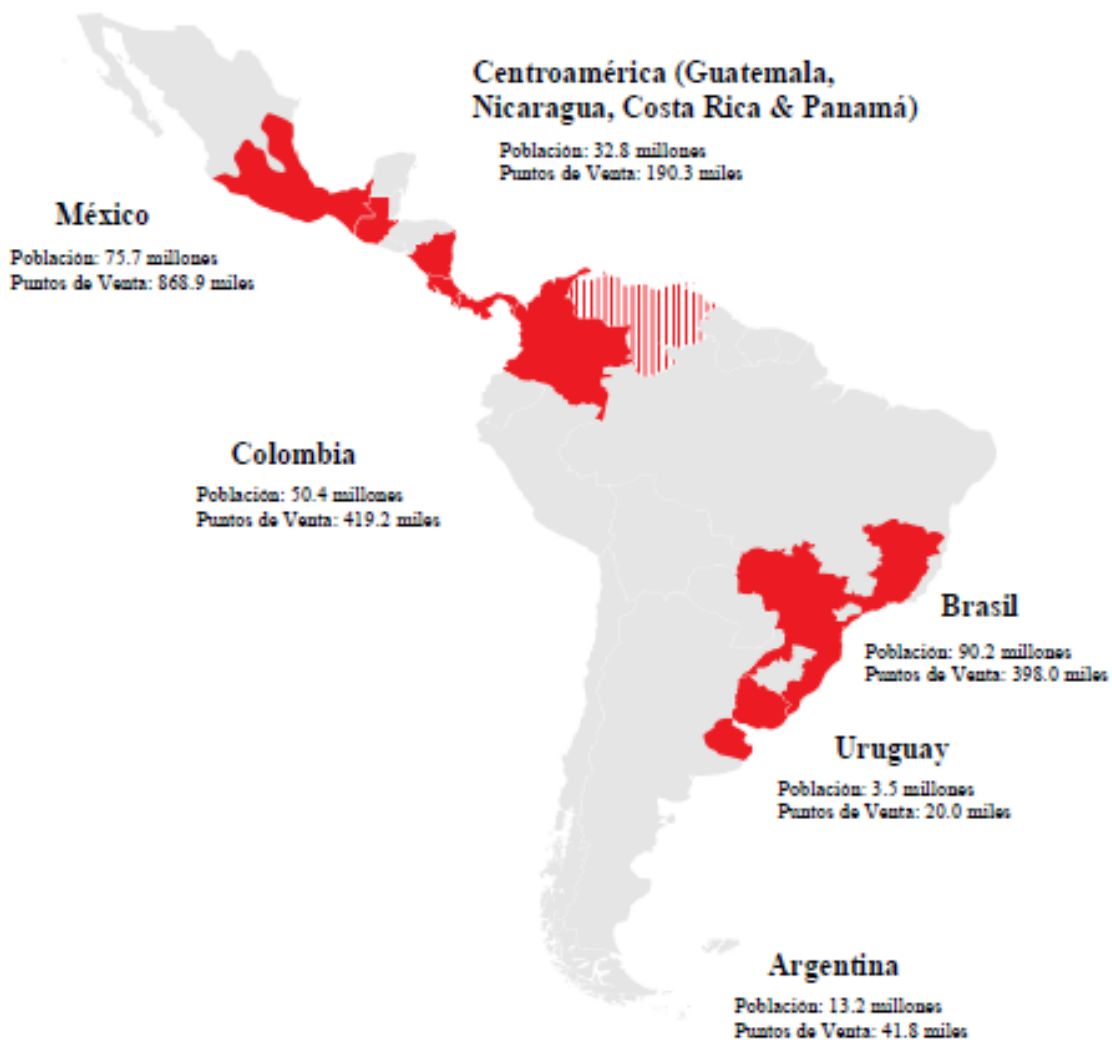 Centroamérica (Guatemala,
Nicaragua, Costa Rica & Panamá)
Población: 32.8 millones
Puntos de Venta: 190.3 miles
México
Población: 75.7 millones
Puntos de Venta: 868.9 miles
Colombia
Población: 50.4 millones
Puntos de Venta: 419.2 miles
Brasil
Población: 90.2 millones
Puntos de Venta: 398.0 miles
Uruguay
Población: 3.5 millones
Puntos de Venta: 20.0 miles
Argentina
Población: 13.2 millones
Puntos de Venta: 41.8 miles